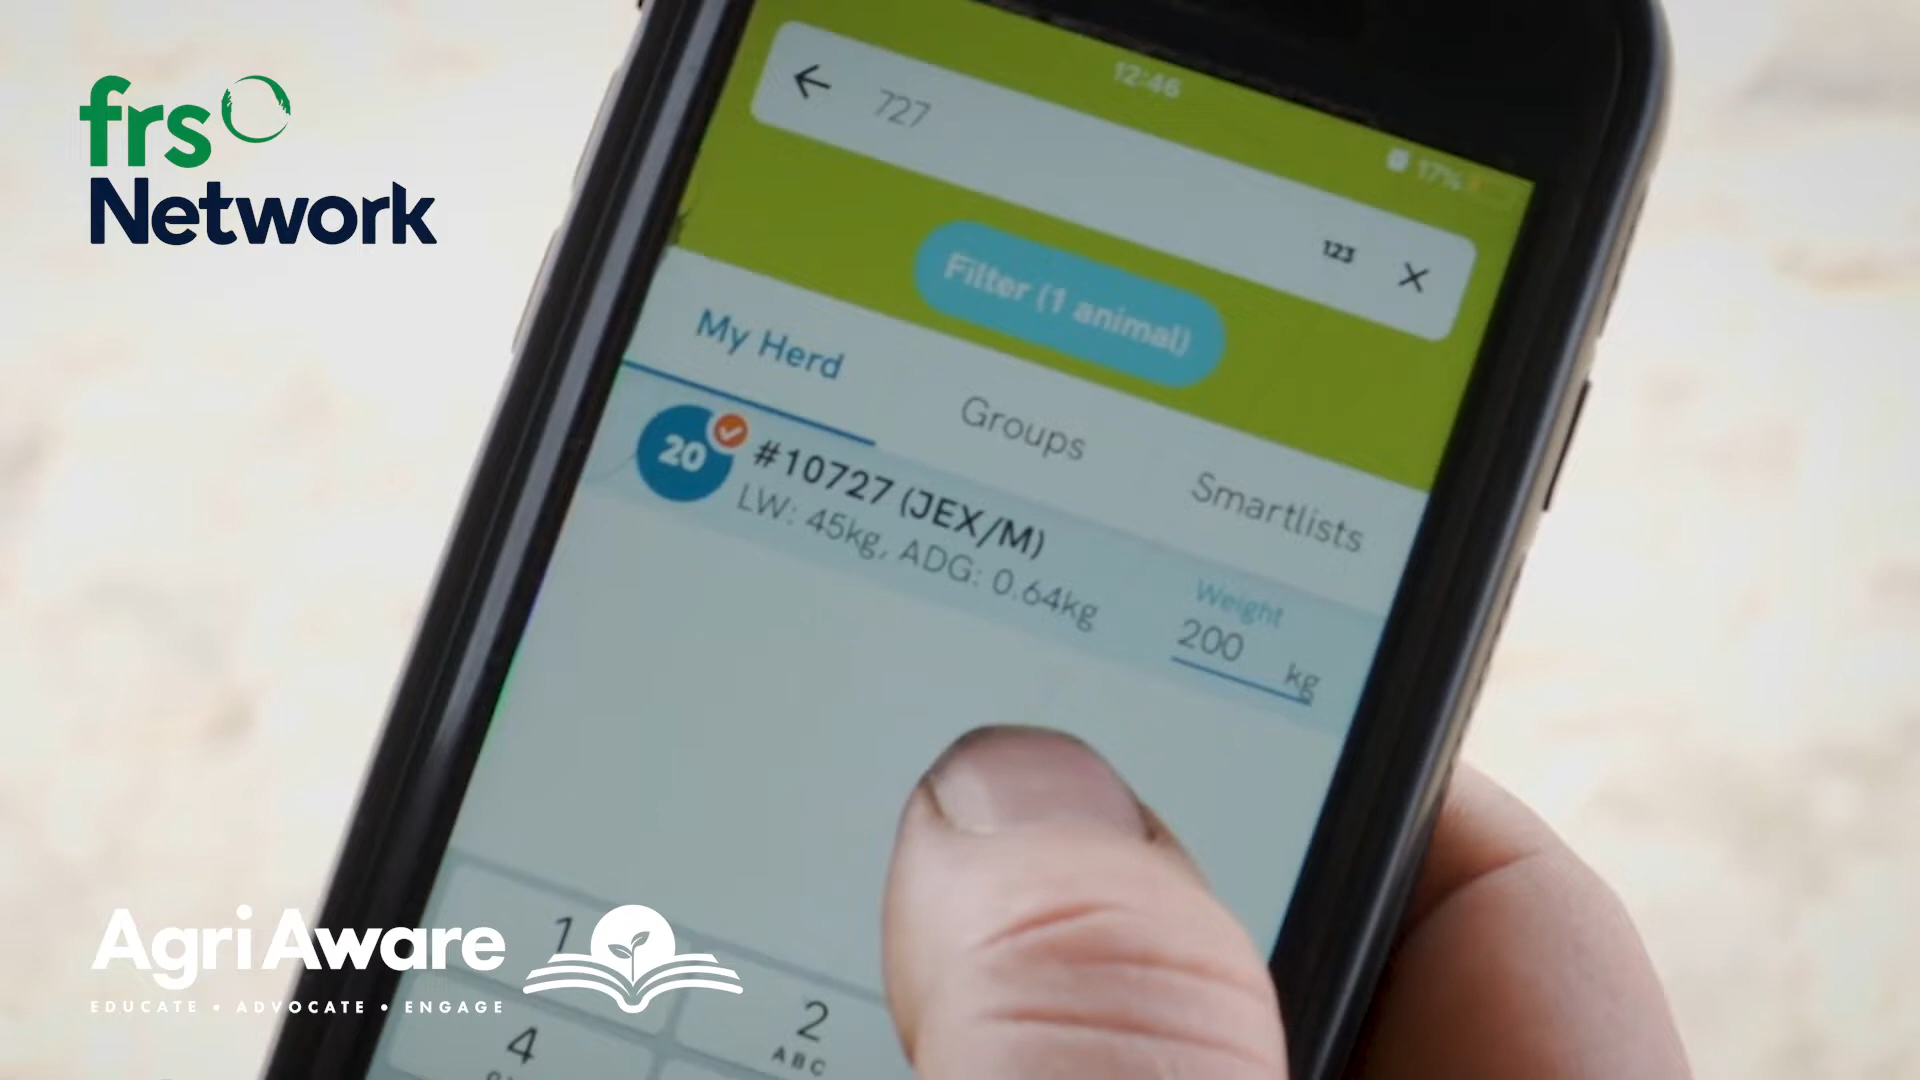 frs
Network
12:46
17%
727
123
Filter (1 animal)
My Herd
Groups
Smartlists
20
#10727 (JEX/M)
LW: 45kg, ADG: 0.64kg
Weight
200 kg
1
2
ABC
4
Agri Aware
EDUCATE • ADVOCATE • ENGAGE